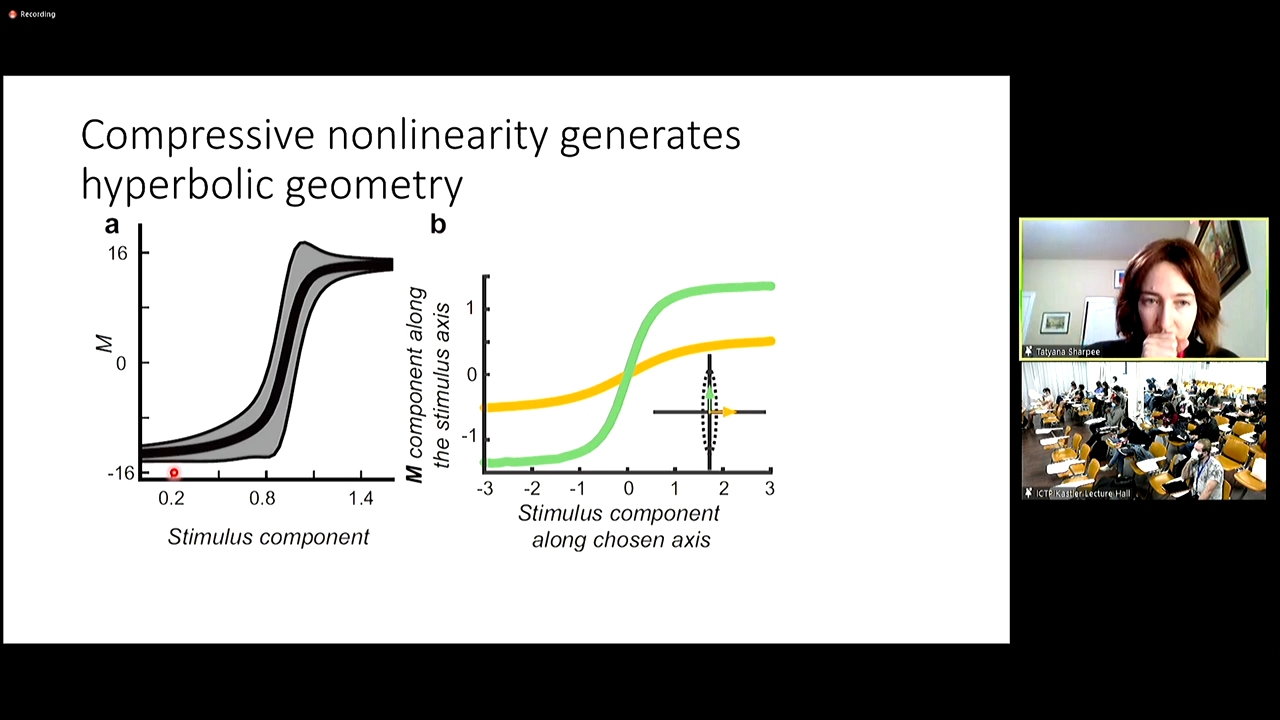 Recording
Compressive nonlinearity generates
hyperbolic geometry
a
16
M
0
-16
0.2 0.8 1.4
Stimulus component
b
M component along
the stimulus axis
1
0
-1
-3 -2 -1 0 1 2 3
Stimulus component
along chosen axis
Tatyana Sharpee
ICTP Kastler Lecture Hall